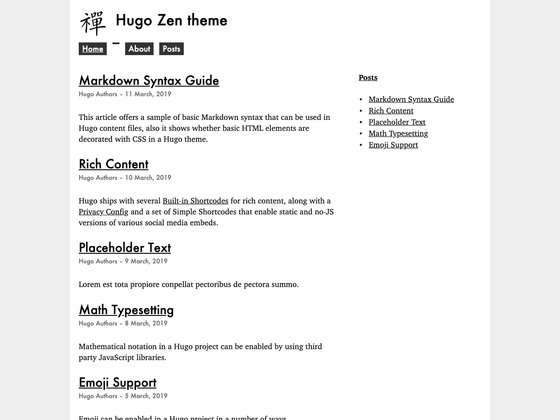 禪 Hugo Zen theme
Home About Posts
Markdown Syntax Guide
Hugo Authors – 11 March, 2019
This article offers a sample of basic Markdown syntax that can be used in
Hugo content files, also it shows whether basic HTML elements are
decorated with CSS in a Hugo theme.
Rich Content
Hugo Authors – 10 March, 2019
Hugo ships with several Built-in Shortcodes for rich content, along with a
Privacy Config and a set of Simple Shortcodes that enable static and no-JS
versions of various social media embeds.
Placeholder Text
Hugo Authors – 9 March, 2019
Lorem est tota propiore conpellat pectoribus de pectora summo.
Math Typesetting
Hugo Authors – 8 March, 2019
Mathematical notation in a Hugo project can be enabled by using third
party JavaScript libraries.
Emoji Support
Hugo Authors – 5 March, 2019
Emoji can be enabled in a Hugo project in a number of ways.
Posts
• Markdown Syntax Guide
• Rich Content
• Placeholder Text
• Math Typesetting
• Emoji Support